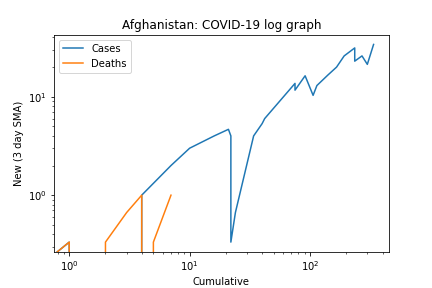 Afghanistan: COVID-19 log graph
Cases
Deaths
New (3 day SMA)
10¹
10⁰
10⁰
10¹
10²
Cumulative